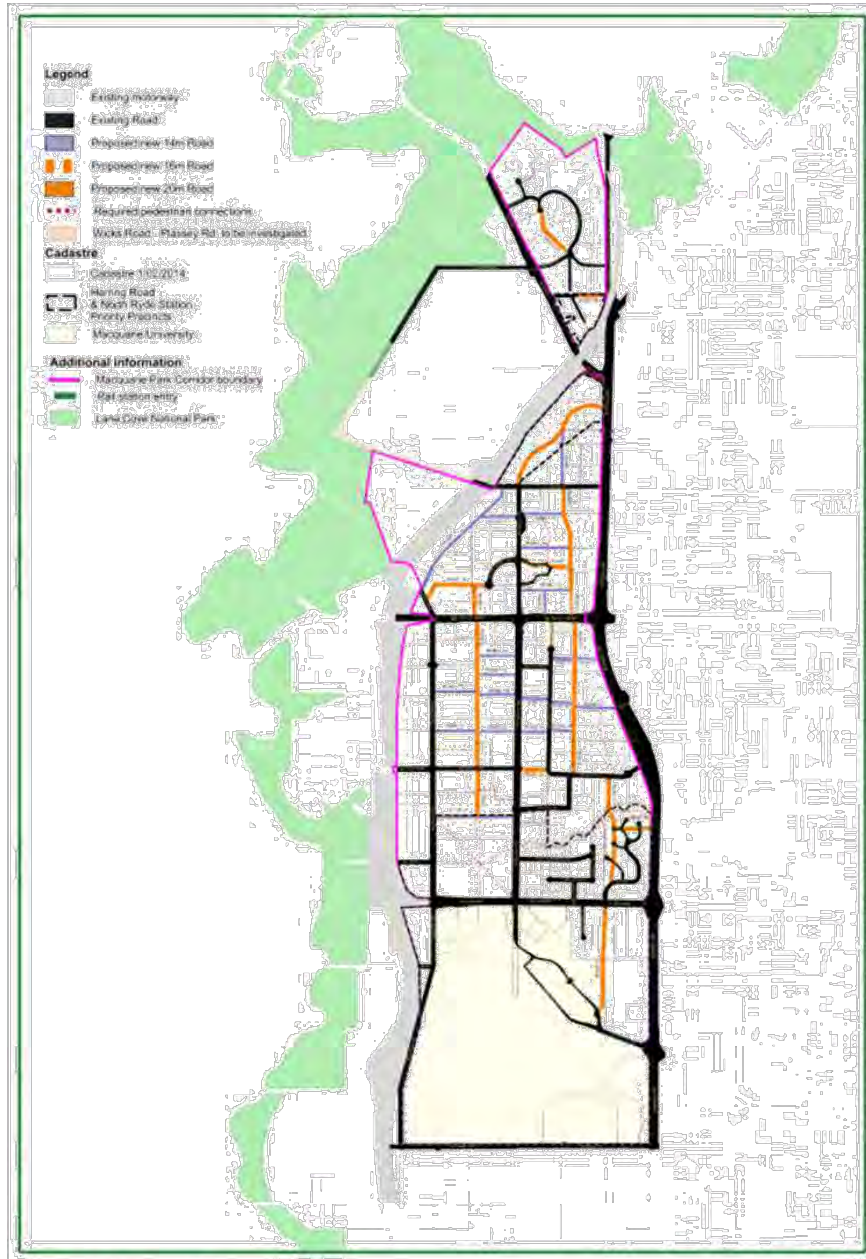 Legend
Existing motorway
Existing Road
Proposed new 14m Road
Proposed new 15m Road
Proposed new 20m Road
Required pedestrian connections
Wicks Road - Plassey Rd, to be investigated
Cadastre
Cadastre 1/02/2014
Herring Road
& North Ryde Station
Priority Precincts
Macquarie University
Additional information
Macquarie Park Corridor boundary
Rail station entry
Lane Cove National Park